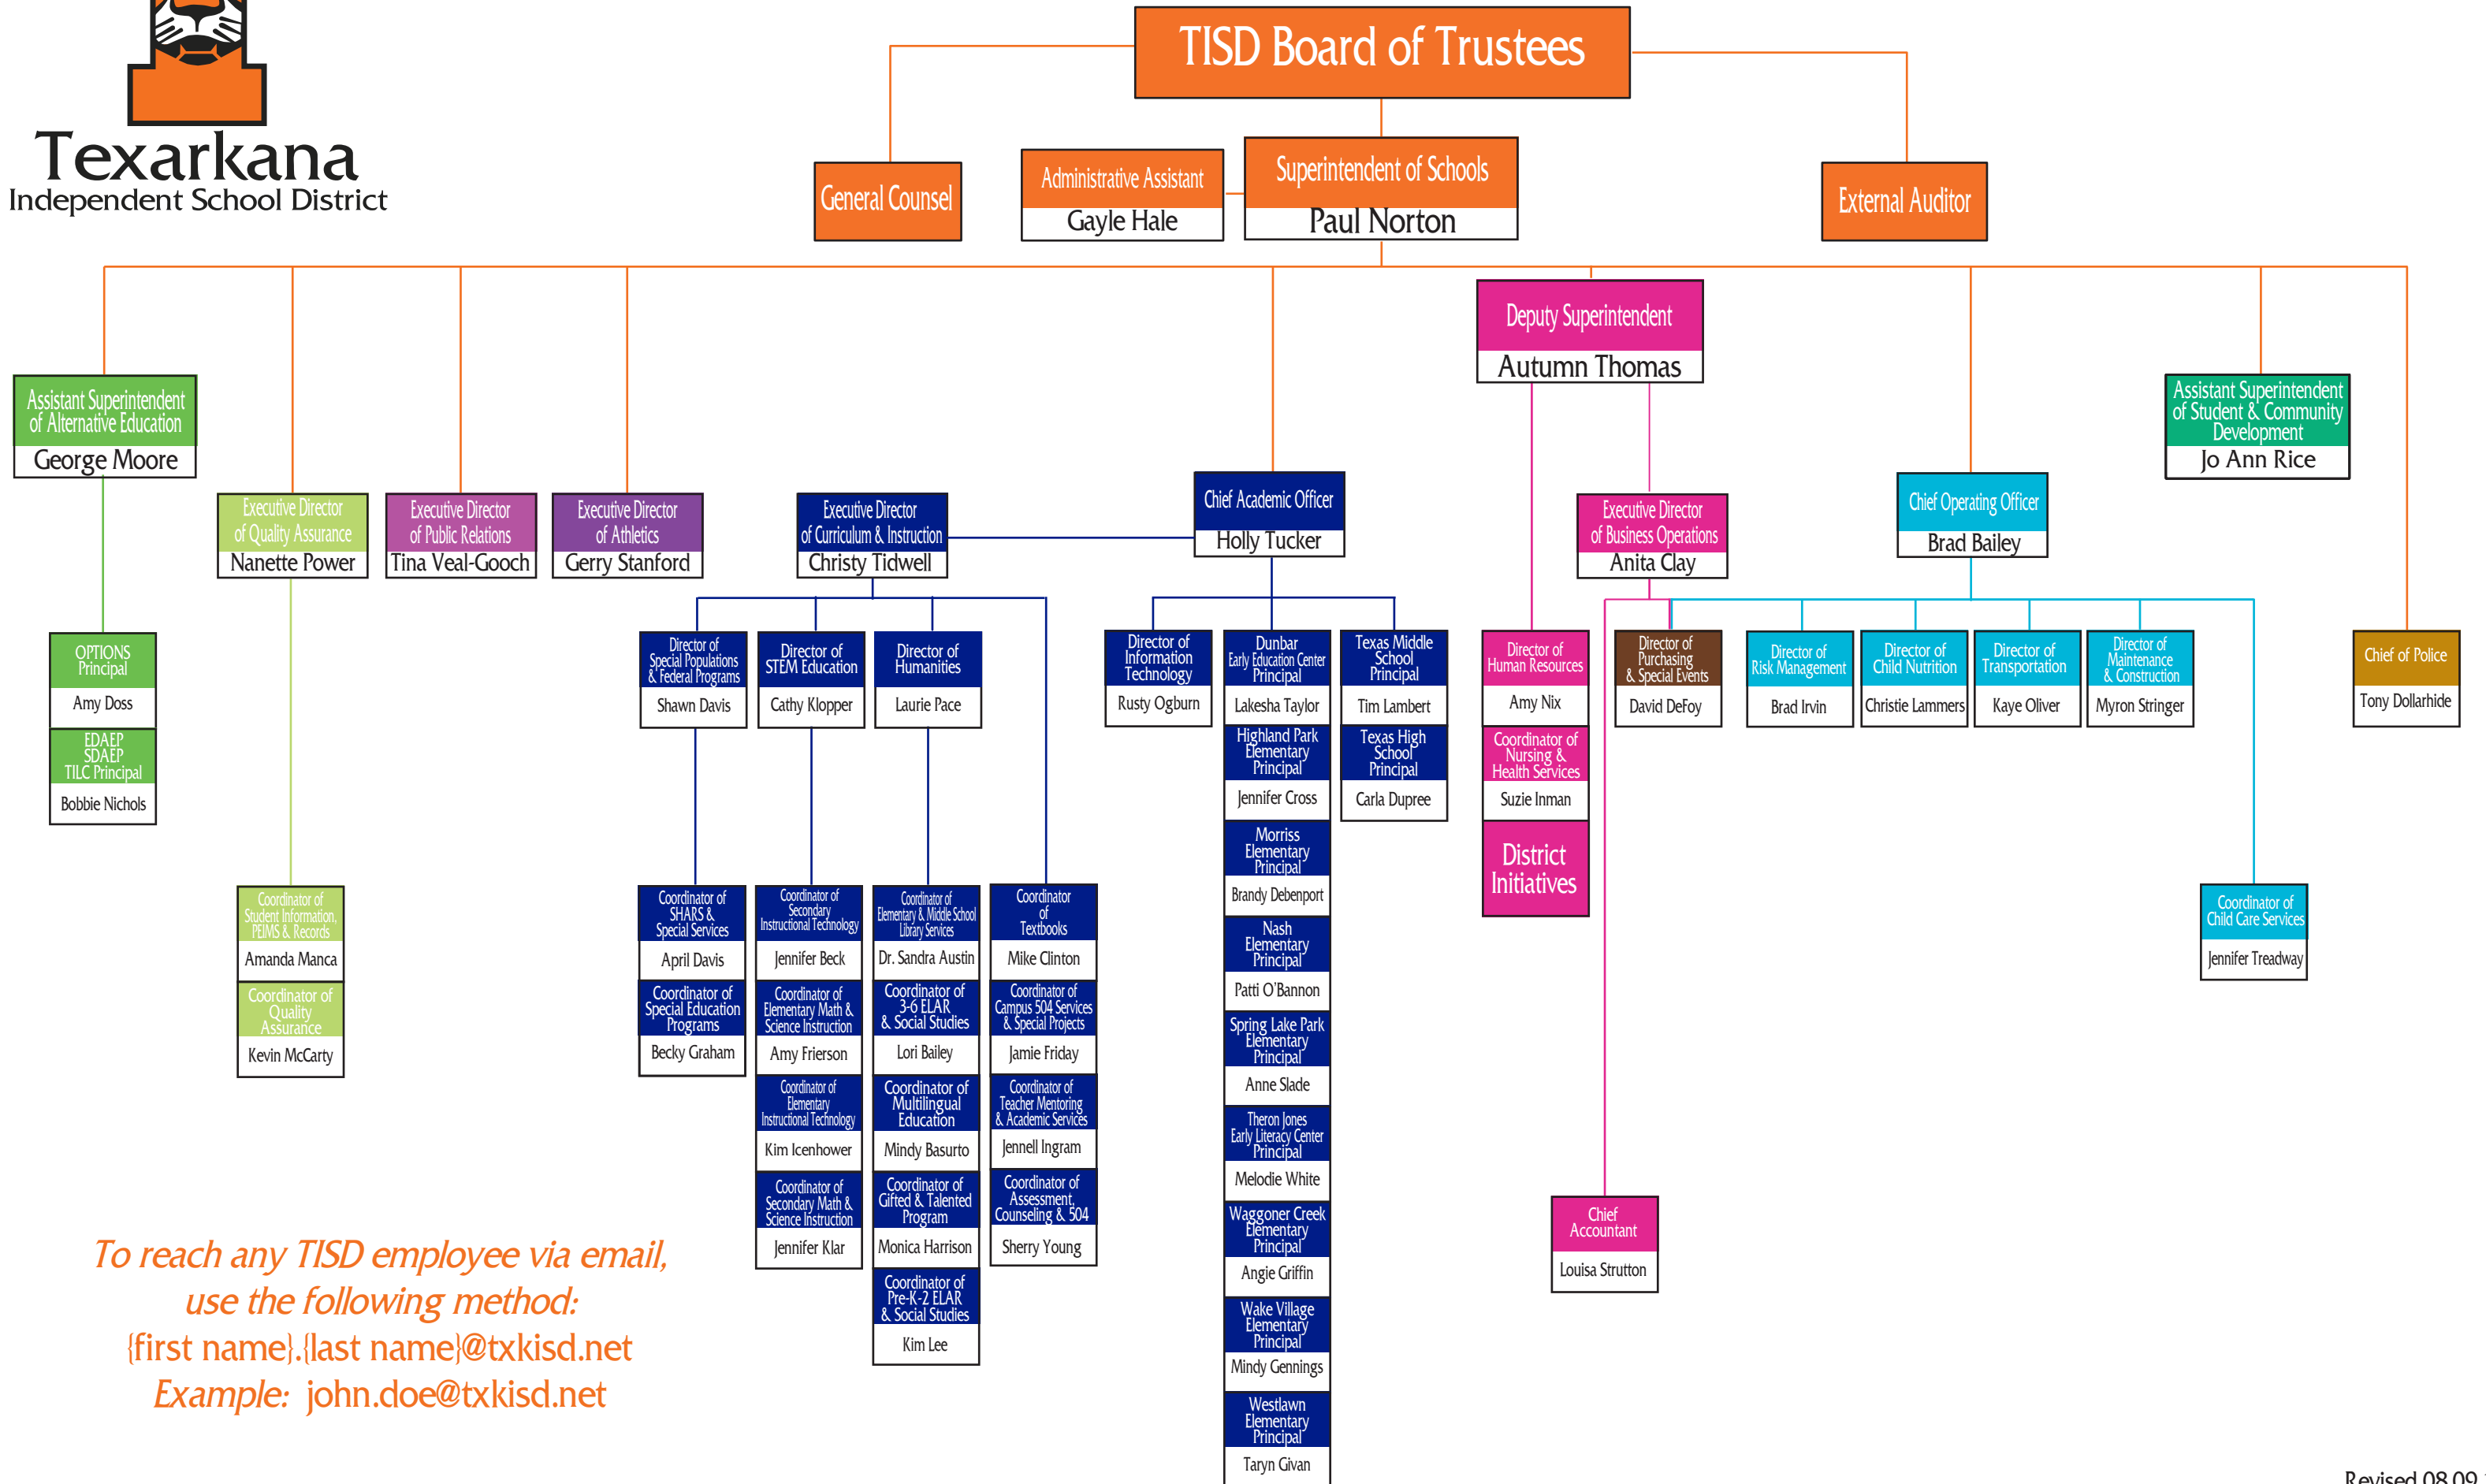 Texarkana
Independent School District
TISD Board of Trustees
General Counsel
Administrative Assistant
Gayle Hale
Superintendent of Schools
Paul Norton
External Auditor
Deputy Superintendent
Autumn Thomas
Assistant Superintendent
of Alternative Education
George Moore
Assistant Superintendent
of Student & Community
Development
Jo Ann Rice
Executive Director
of Quality Assurance
Nanette Power
Executive Director
of Public Relations
Tina Veal-Gooch
Executive Director
of Athletics
Gerry Stanford
Executive Director
of Curriculum & Instruction
Christy Tidwell
Chief Academic Officer
Holly Tucker
Executive Director
of Business Operations
Anita Clay
Chief Operating Officer
Brad Bailey
OPTIONS
Principal
Amy Doss
EDAEP
SDAEP
TILC Principal
Bobbie Nichols
Coordinator of
Student Information,
PEIMS & Records
Amanda Manca
Coordinator of
Quality
Assurance
Kevin McCarty
Director of
Special Populations
& Federal Programs
Shawn Davis
Director of
STEM Education
Cathy Klopper
Director of
Humanities
Laurie Pace
Coordinator of
SHARS &
Special Services
April Davis
Coordinator of
Special Education
Programs
Becky Graham
Coordinator of
Secondary
Instructional Technology
Jennifer Beck
Coordinator of
Elementary Math &
Science Instruction
Amy Frierson
Coordinator of
Elementary
Instructional Technology
Kim Icenhower
Coordinator of
Secondary Math &
Science Instruction
Jennifer Klar
Coordinator of
Elementary & Middle School
Library Services
Dr. Sandra Austin
Coordinator of
3-6 ELAR
& Social Studies
Lori Bailey
Coordinator of
Multilingual
Education
Mindy Basurto
Coordinator of
Gifted & Talented
Program
Monica Harrison
Coordinator of
Pre-K-2 ELAR
& Social Studies
Kim Lee
Coordinator
of
Textbooks
Mike Clinton
Coordinator of
Campus 504 Services
& Special Projects
Jamie Friday
Coordinator of
Teacher Mentoring
& Academic Services
Jennell Ingram
Coordinator of
Assessment,
Counseling & 504
Sherry Young
Director of
Information
Technology
Rusty Ogburn
Dunbar
Early Education Center
Principal
Lakesha Taylor
Highland Park
Elementary
Principal
Jennifer Cross
Morriss
Elementary
Principal
Brandy Debenport
Nash
Elementary
Principal
Patti O'Bannon
Spring Lake Park
Elementary
Principal
Anne Slade
Theron Jones
Early Literacy Center
Principal
Melodie White
Waggoner Creek
Elementary
Principal
Angie Griffin
Wake Village
Elementary
Principal
Mindy Gennings
Westlawn
Elementary
Principal
Taryn Givan
Texas Middle
School
Principal
Tim Lambert
Texas High
School
Principal
Carla Dupree
Director of
Human Resources
Amy Nix
Coordinator of
Nursing &
Health Services
Suzie Inman
District
Initiatives
Director of
Purchasing
& Special Events
David DeFoy
Chief
Accountant
Louisa Strutton
Director of
Risk Management
Brad Irvin
Director of
Child Nutrition
Christie Lammers
Director of
Transportation
Kaye Oliver
Director of
Maintenance
& Construction
Myron Stringer
Coordinator of
Child Care Services
Jennifer Treadway
Chief of Police
Tony Dollarhide
To reach any TISD employee via email,
use the following method:
{first name}.{last name}@txkisd.net
Example: john.doe@txkisd.net
Revised 08.09